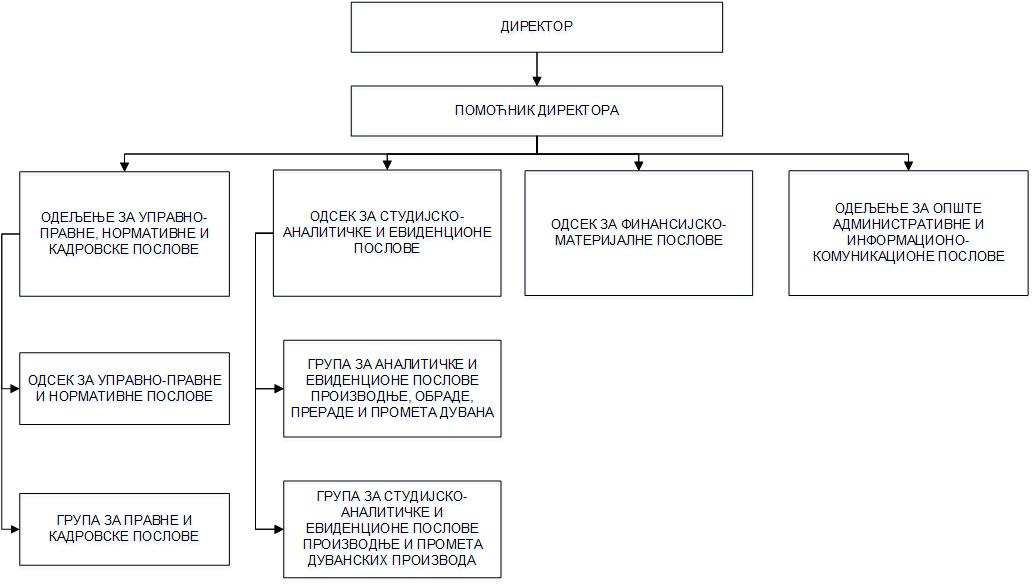 ДИРЕКТОР
ПОМОЋНИК ДИРЕКТОРА
ОДЕЉЕЊЕ ЗА УПРАВНО-
ПРАВНЕ, НОРМАТИВНЕ И
КАДРОВСКЕ ПОСЛОВЕ
ОДСЕК ЗА СТУДИЈСКО-
АНАЛИТИЧКЕ И ЕВИДЕНЦИОНЕ
ПОСЛОВЕ
ОДСЕК ЗА ФИНАНСИЈСКО-
МАТЕРИЈАЛНЕ ПОСЛОВЕ
ОДЕЉЕЊЕ ЗА ОПШТЕ
АДМИНИСТРАТИВНЕ И
ИНФОРМАЦИОНО-
КОМУНИКАЦИОНЕ ПОСЛОВЕ
ОДСЕК ЗА УПРАВНО-ПРАВНЕ
И НОРМАТИВНЕ ПОСЛОВЕ
ГРУПА ЗА АНАЛИТИЧКЕ И
ЕВИДЕНЦИОНЕ ПОСЛОВЕ
ПРОИЗВОДЊЕ, ОБРАДЕ,
ПРЕРАДЕ И ПРОМЕТА ДУВАНА
ГРУПА ЗА ПРАВНЕ И
КАДРОВСКЕ ПОСЛОВЕ
ГРУПА ЗА СТУДИЈСКО-
АНАЛИТИЧКЕ И
ЕВИДЕНЦИОНЕ ПОСЛОВЕ
ПРОИЗВОДЊЕ И ПРОМЕТА
ДУВАНСКИХ ПРОИЗВОДА